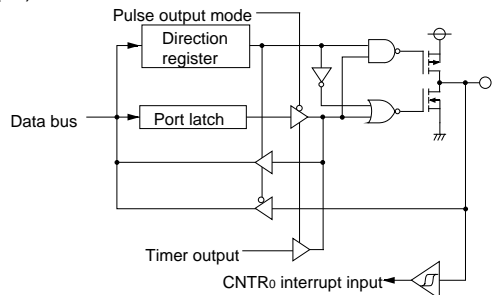 Pulse output mode
Direction
register
Data bus
Port latch
Timer output
CNTR0 interrupt input